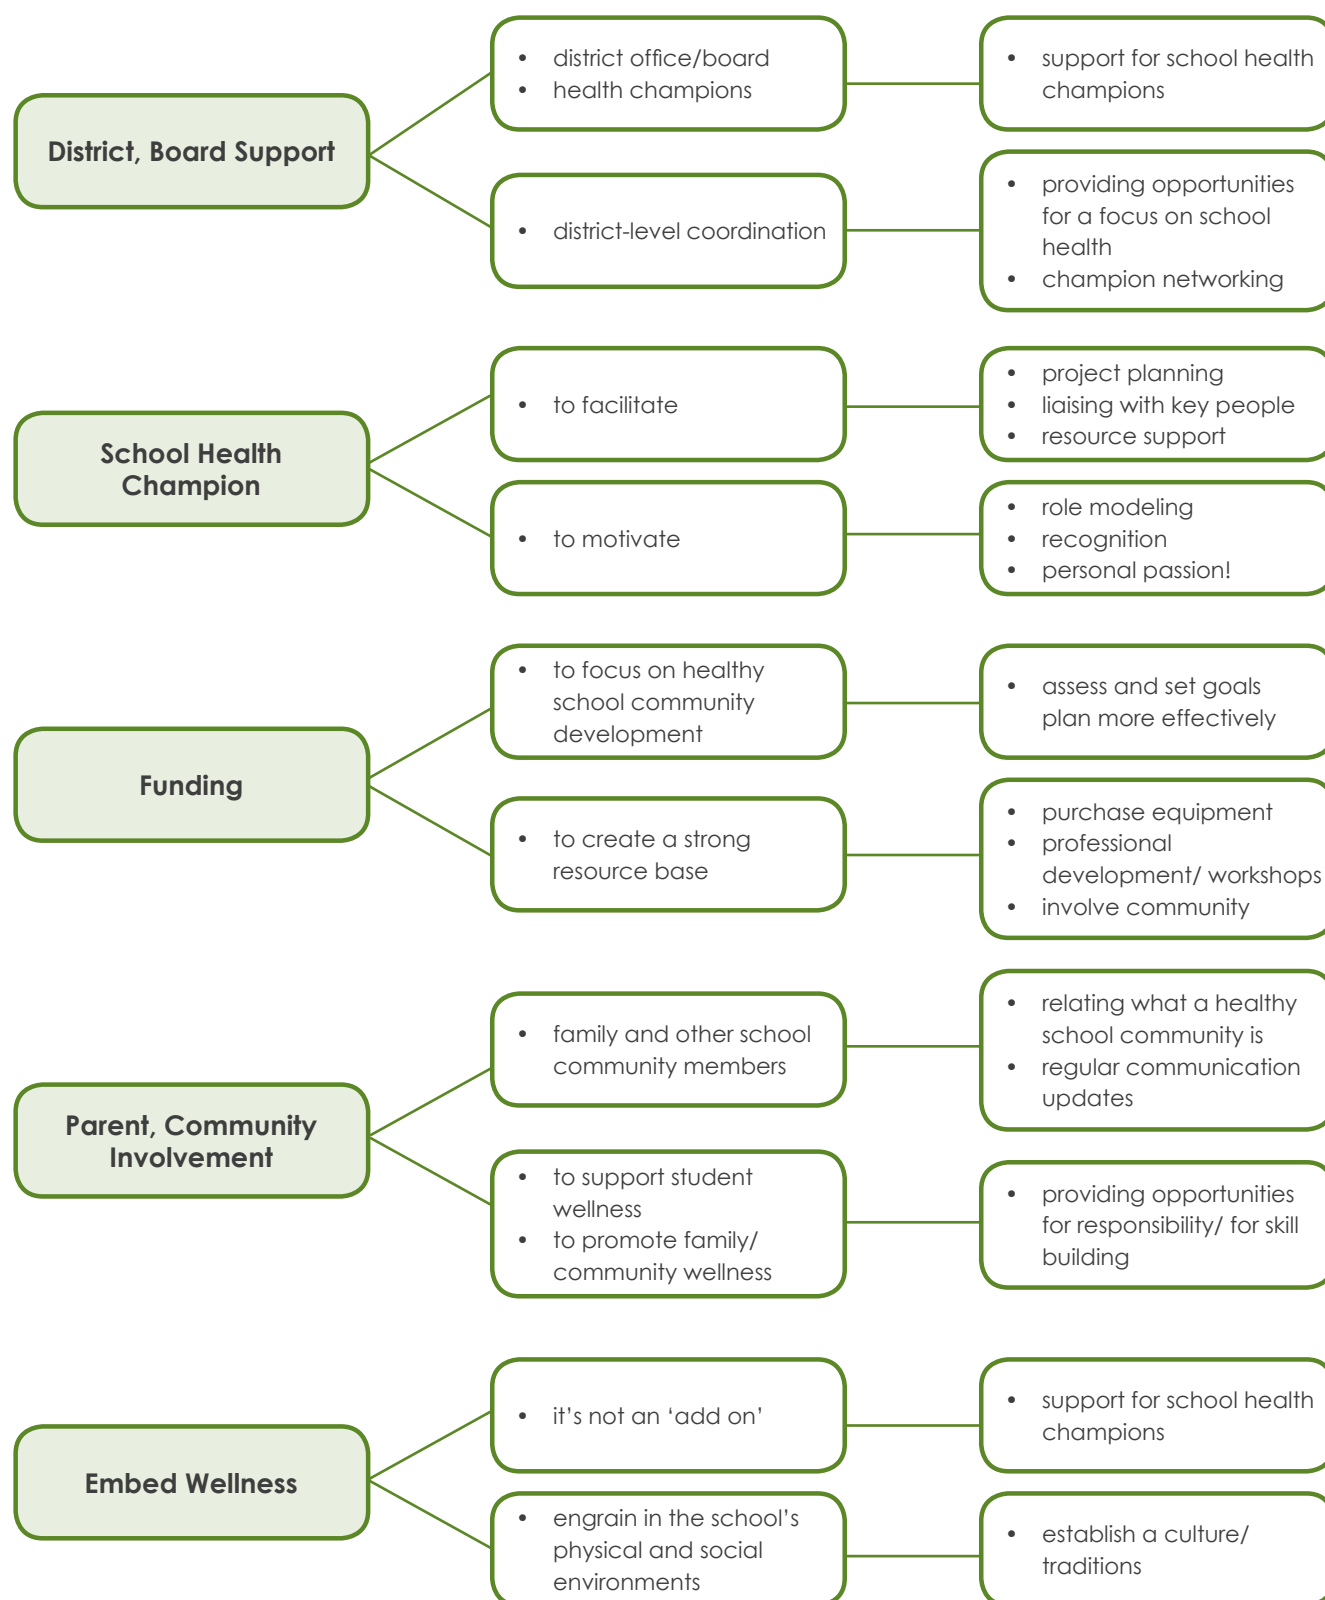 District, Board Support
• district office/board
• health champions
• support for school health
champions
• district-level coordination
• providing opportunities
for a focus on school
health
• champion networking
School Health
Champion
• to facilitate
• project planning
• liaising with key people
• resource support
• to motivate
• role modeling
• recognition
• personal passion!
Funding
• to focus on healthy
school community
development
• assess and set goals
plan more effectively
• to create a strong
resource base
• purchase equipment
• professional
development/ workshops
• involve community
Parent, Community
Involvement
• family and other school
community members
• relating what a healthy
school community is
• regular communication
updates
• to support student
wellness
• to promote family/
community wellness
• providing opportunities
for responsibility/ for skill
building
Embed Wellness
• it’s not an ‘add on’
• support for school health
champions
• engrain in the school’s
physical and social
environments
• establish a culture/
traditions